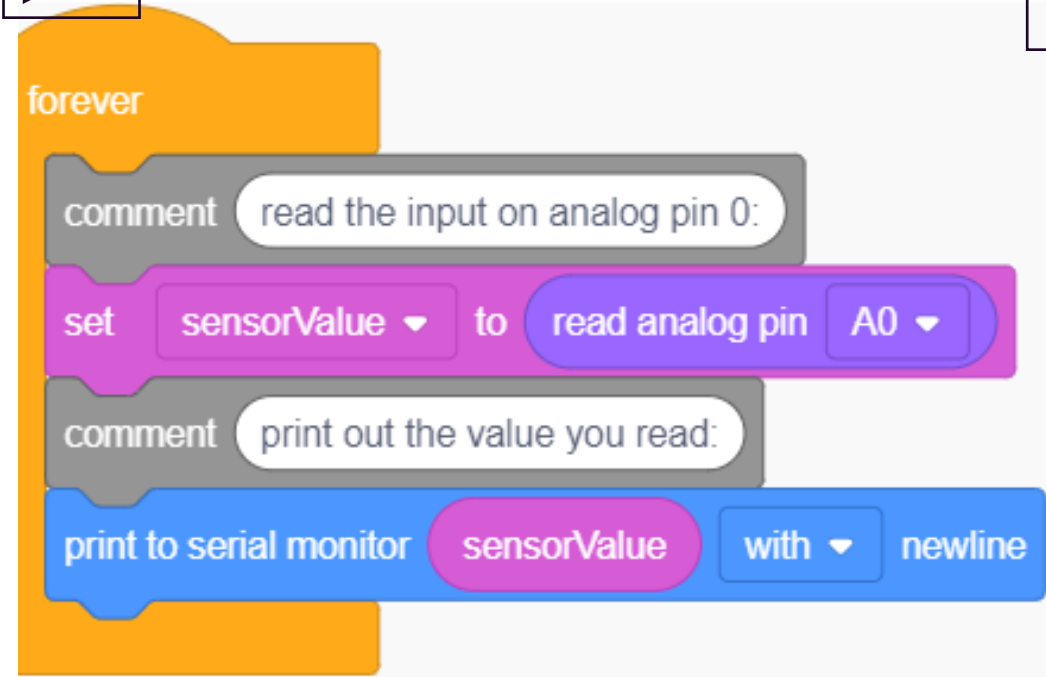 forever
comment read the input on analog pin 0:
set sensorValue to read analog pin A0
comment print out the value you read:
print to serial monitor sensorValue with newline